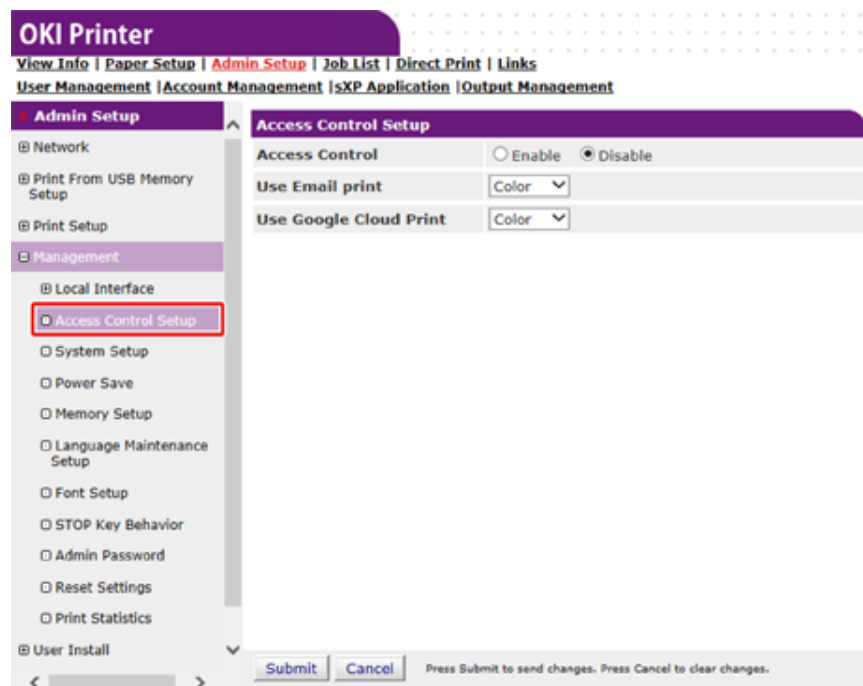 OKI Printer
View Info | Paper Setup | Admin Setup | Job List | Direct Print | Links
User Management |Account Management |sXP Application |Output Management
Admin Setup
Network
Print From USB Memory
Setup
Print Setup
Management
Local Interface
Access Control Setup
System Setup
Power Save
Memory Setup
Language Maintenance
Setup
Font Setup
STOP Key Behavior
Admin Password
Reset Settings
Print Statistics
User Install
Access Control Setup
Access Control Enable Disable
Use Email print Color
Use Google Cloud Print Color
Submit Cancel Press Submit to send changes. Press Cancel to clear changes.